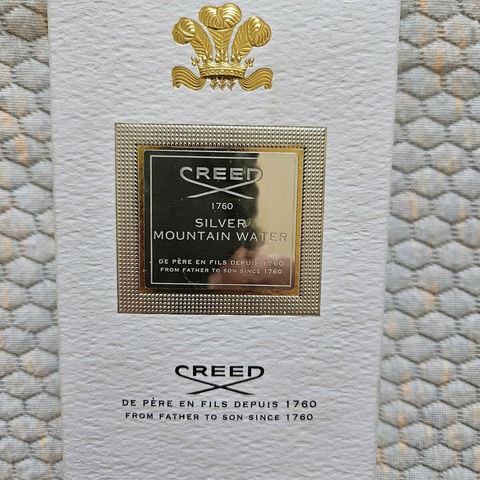 CREED
1760
SILVER
MOUNTAIN WATER
DE PÈRE EN FILS DEPUIS 1760
FROM FATHER TO SON SINCE 1760
CREED
DE PÈRE EN FILS DEPUIS 1760
FROM FATHER TO SON SINCE 1760